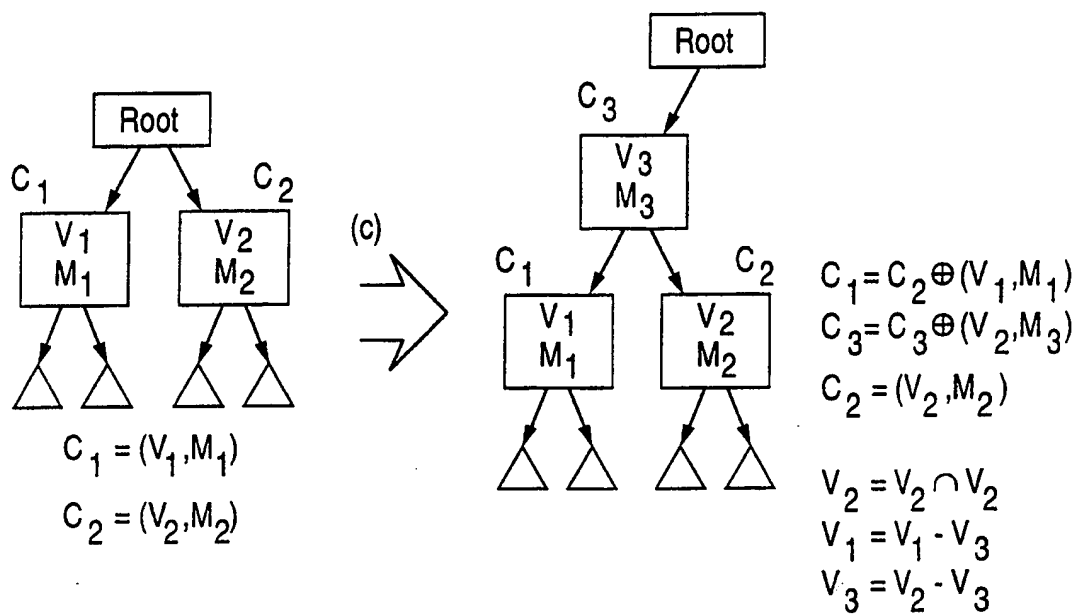 Root
C1
C2
V1
M1
V2
M2
C1 = (V1,M1)
C2 = (V2,M2)
(c)
Root
C3
V3
M3
C1
C2
V1
M1
V2
M2
C1 = C2 ⊕ (V1,M1)
C3 = C3 ⊕ (V2,M3)
C2 = (V2,M2)
V2 = V2 ∩ V2
V1 = V1 - V3
V3 = V2 - V3